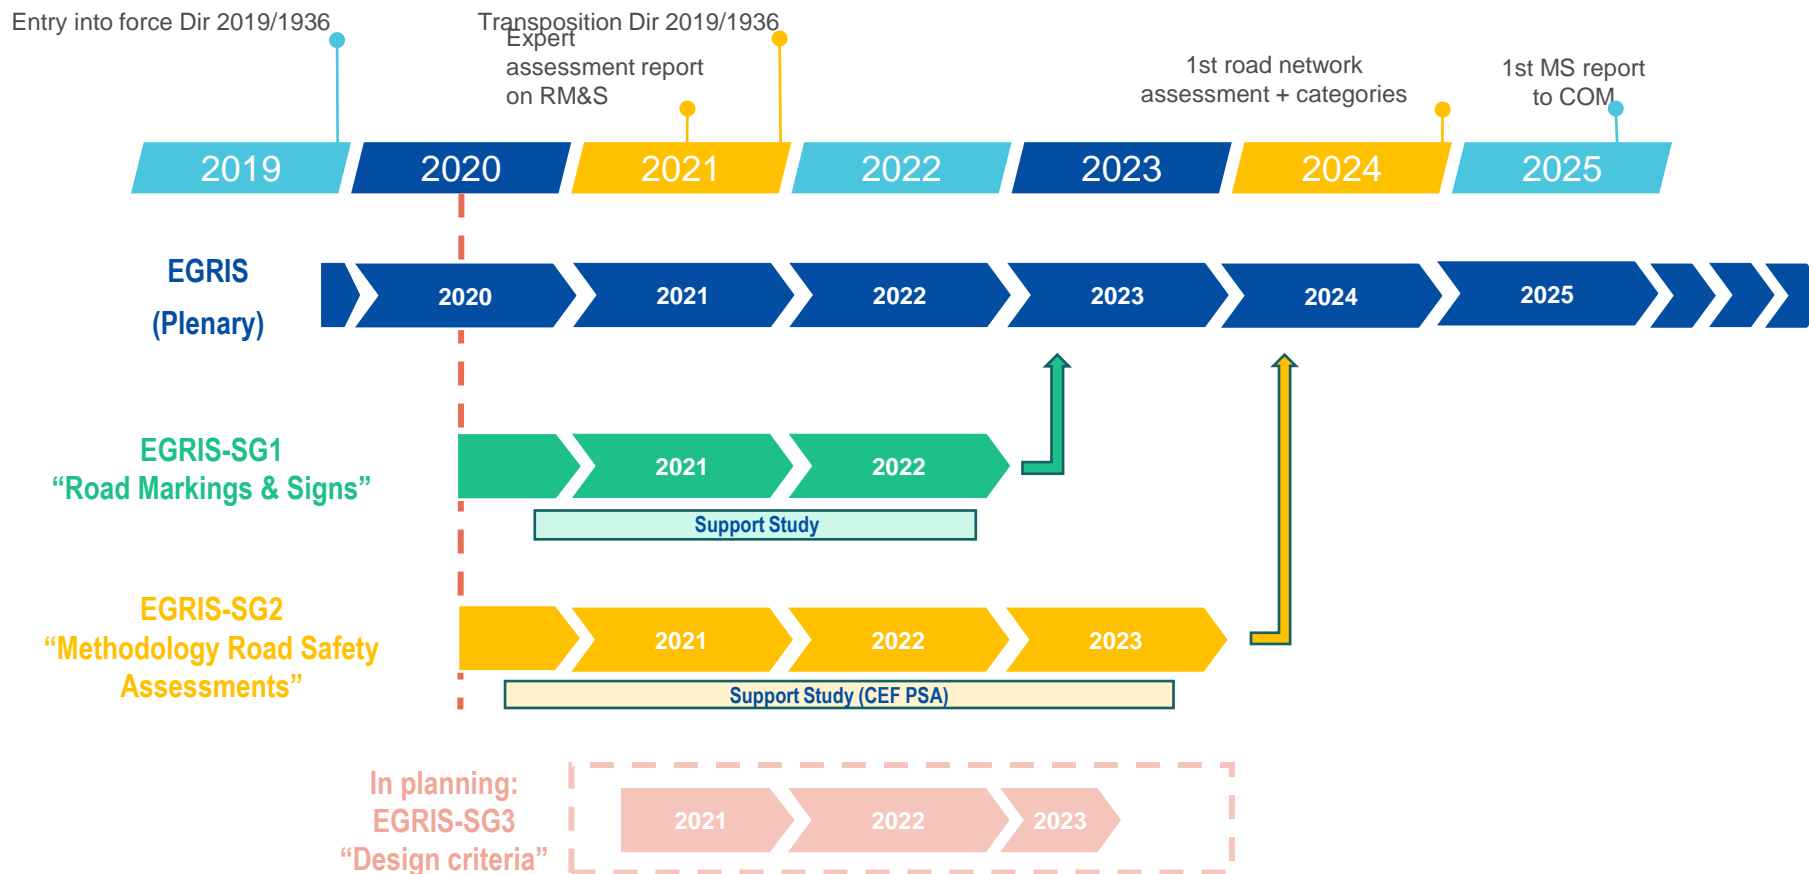 Entry into force Dir 2019/1936
Transposition Dir 2019/1936
Expert
assessment report
on RM&S
1st road network
assessment + categories
1st MS report
to COM
2019
2020
2021
2022
2023
2024
2025
EGRIS
(Plenary)
2020
2021
2022
2023
2024
2025
EGRIS-SG1
“Road Markings & Signs”
2021
2022
Support Study
EGRIS-SG2
“Methodology Road Safety
Assessments”
2021
2022
2023
Support Study (CEF PSA)
In planning:
EGRIS-SG3
“Design criteria”
2021
2022
2023